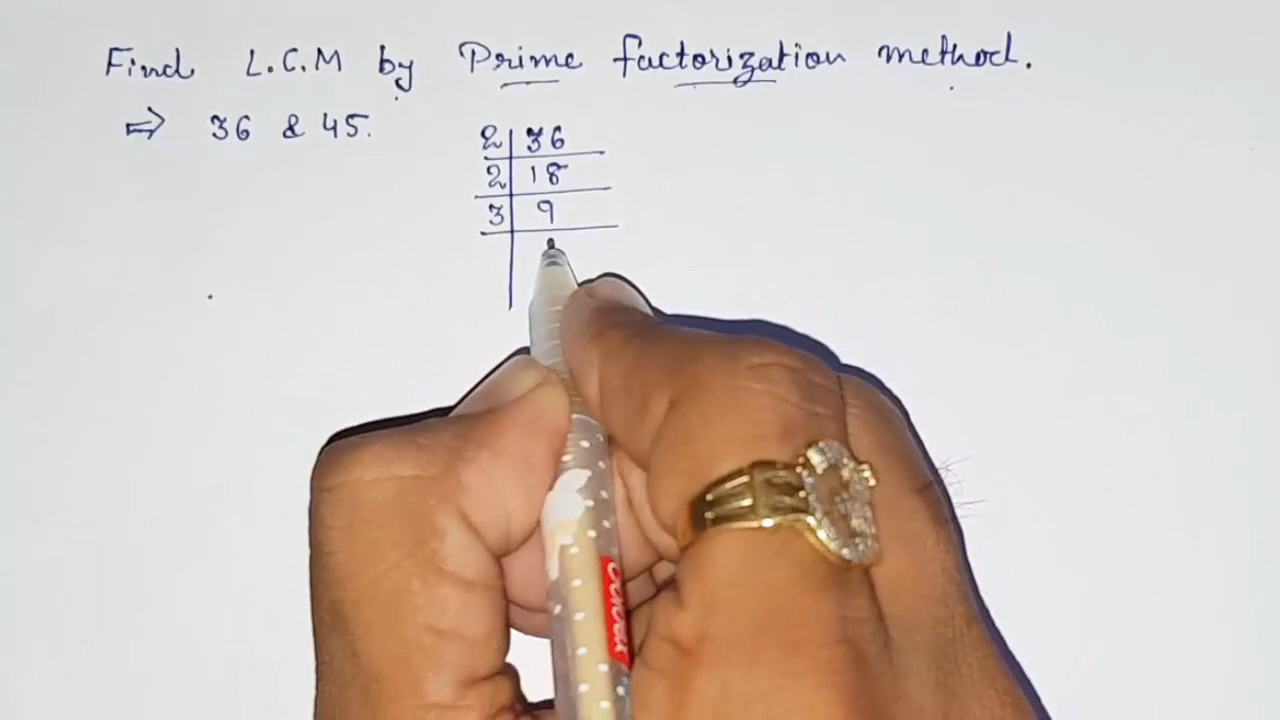 Find L.C.M by Prime factorization method.
⇒ 36 & 45.
2 | 36
2 | 18
3 | 9